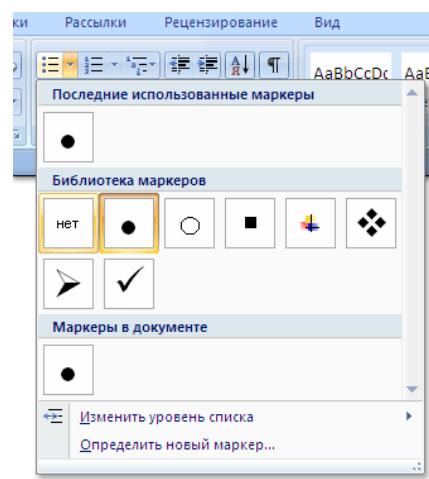 ки Рассылки Рецензирование Вид
АЯ ¶ AaBbCcDc AaB
Последние использованные маркеры
Библиотека маркеров
нет
Маркеры в документе
Изменить уровень списка
Определить новый маркер...